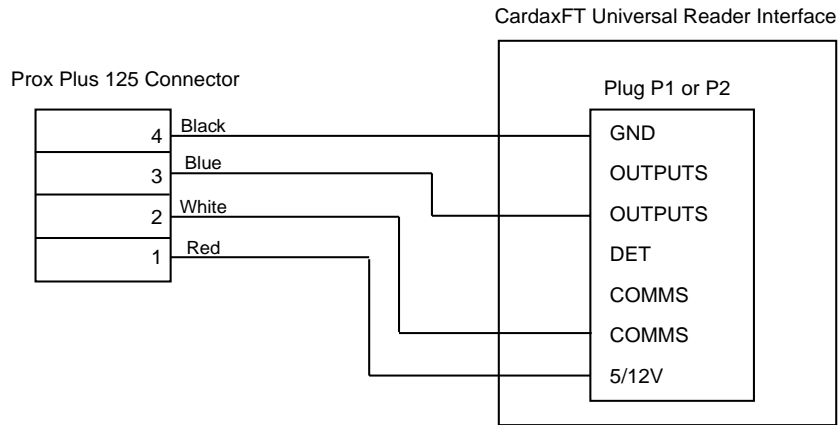 CardaxFT Universal Reader Interface
Prox Plus 125 Connector
Plug P1 or P2
4 Black GND
3 Blue OUTPUTS
2 White OUTPUTS
1 Red DET
COMMS
COMMS
5/12V